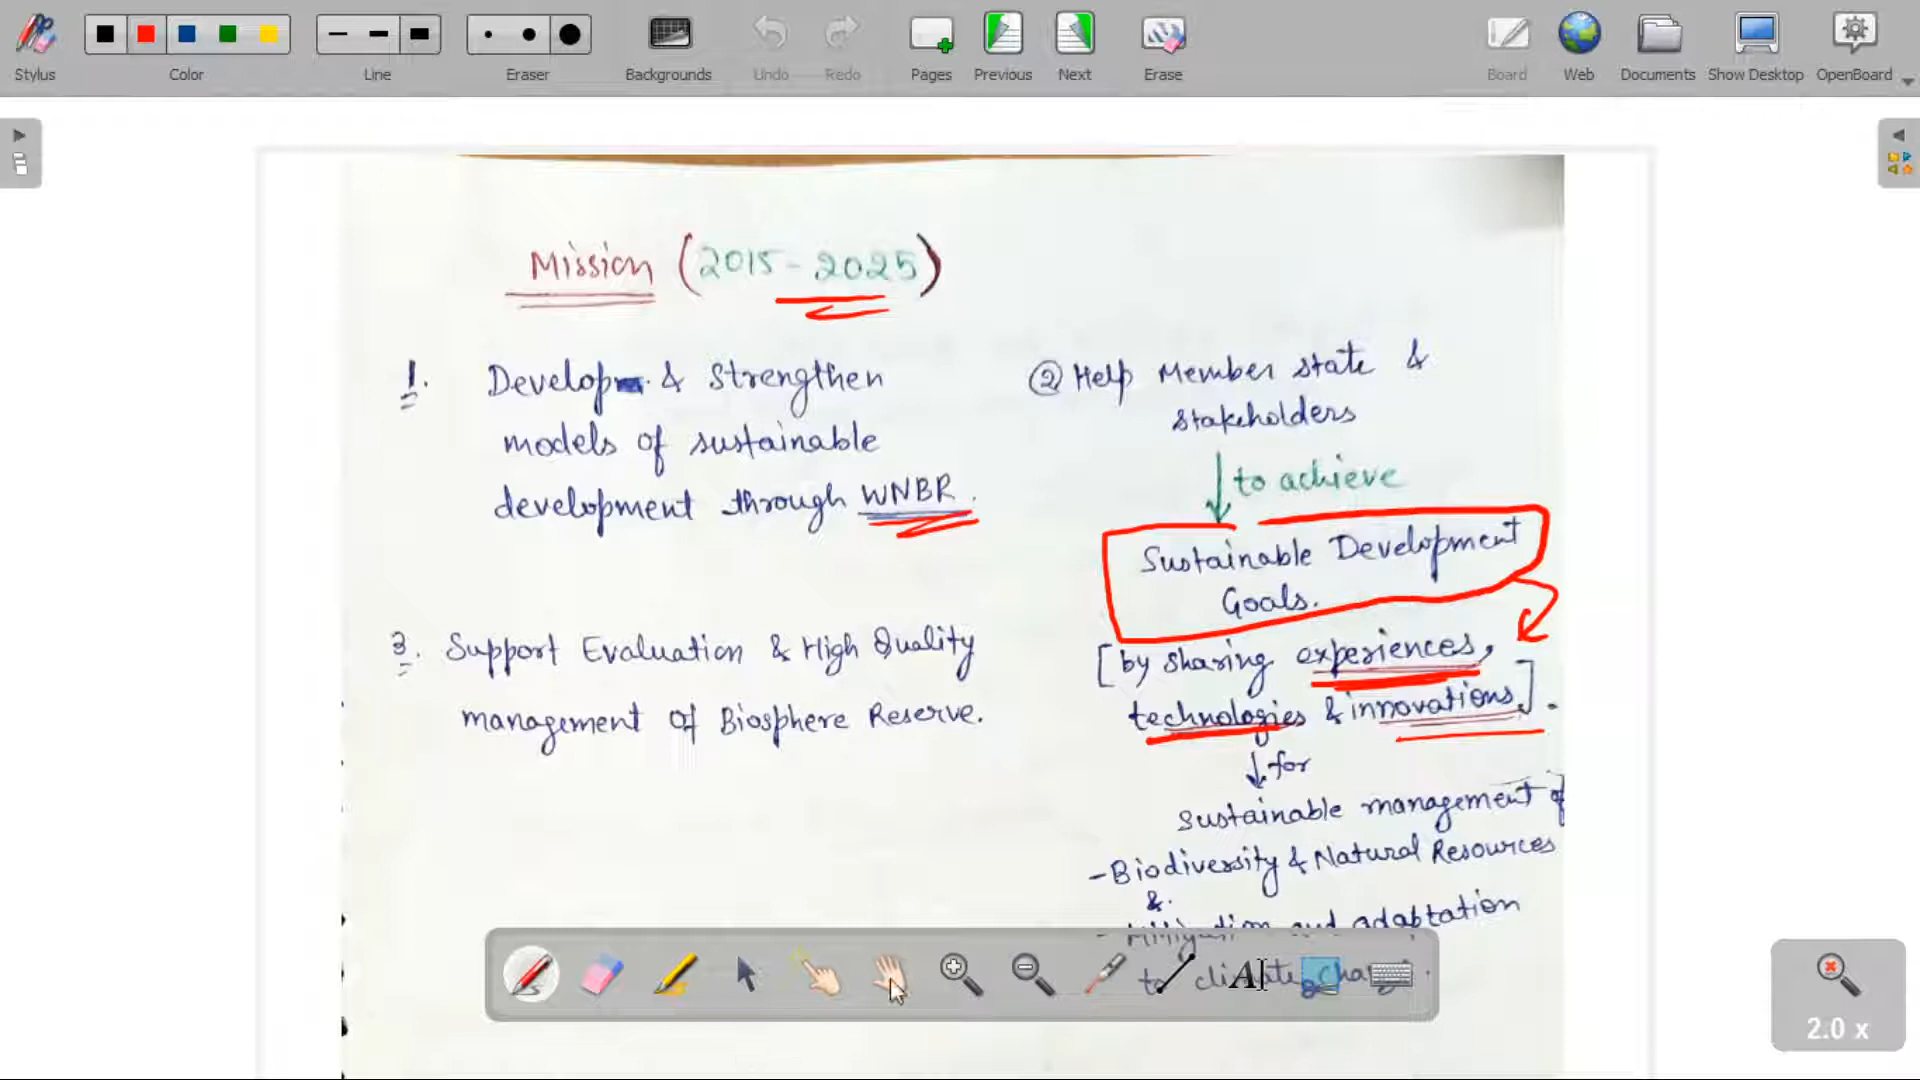 Stylus
Color
Line
Eraser
Backgrounds
Undo
Redo
Pages
Previous
Next
Erase
Board
Web
Documents
Show Desktop
OpenBoard
Mission (2015-2025)
1. Develop & Strengthen
models of sustainable
development through WNBR.
② Help Member state &
stakeholders
to achieve
Sustainable Development
Goals.
[by sharing experiences,
technologies & innovations].
for
sustainable management of
- Biodiversity & Natural Resources
&
and adaptation
to climate
3. Support Evaluation & High Quality
management of Biosphere Reserve.
2.0 x